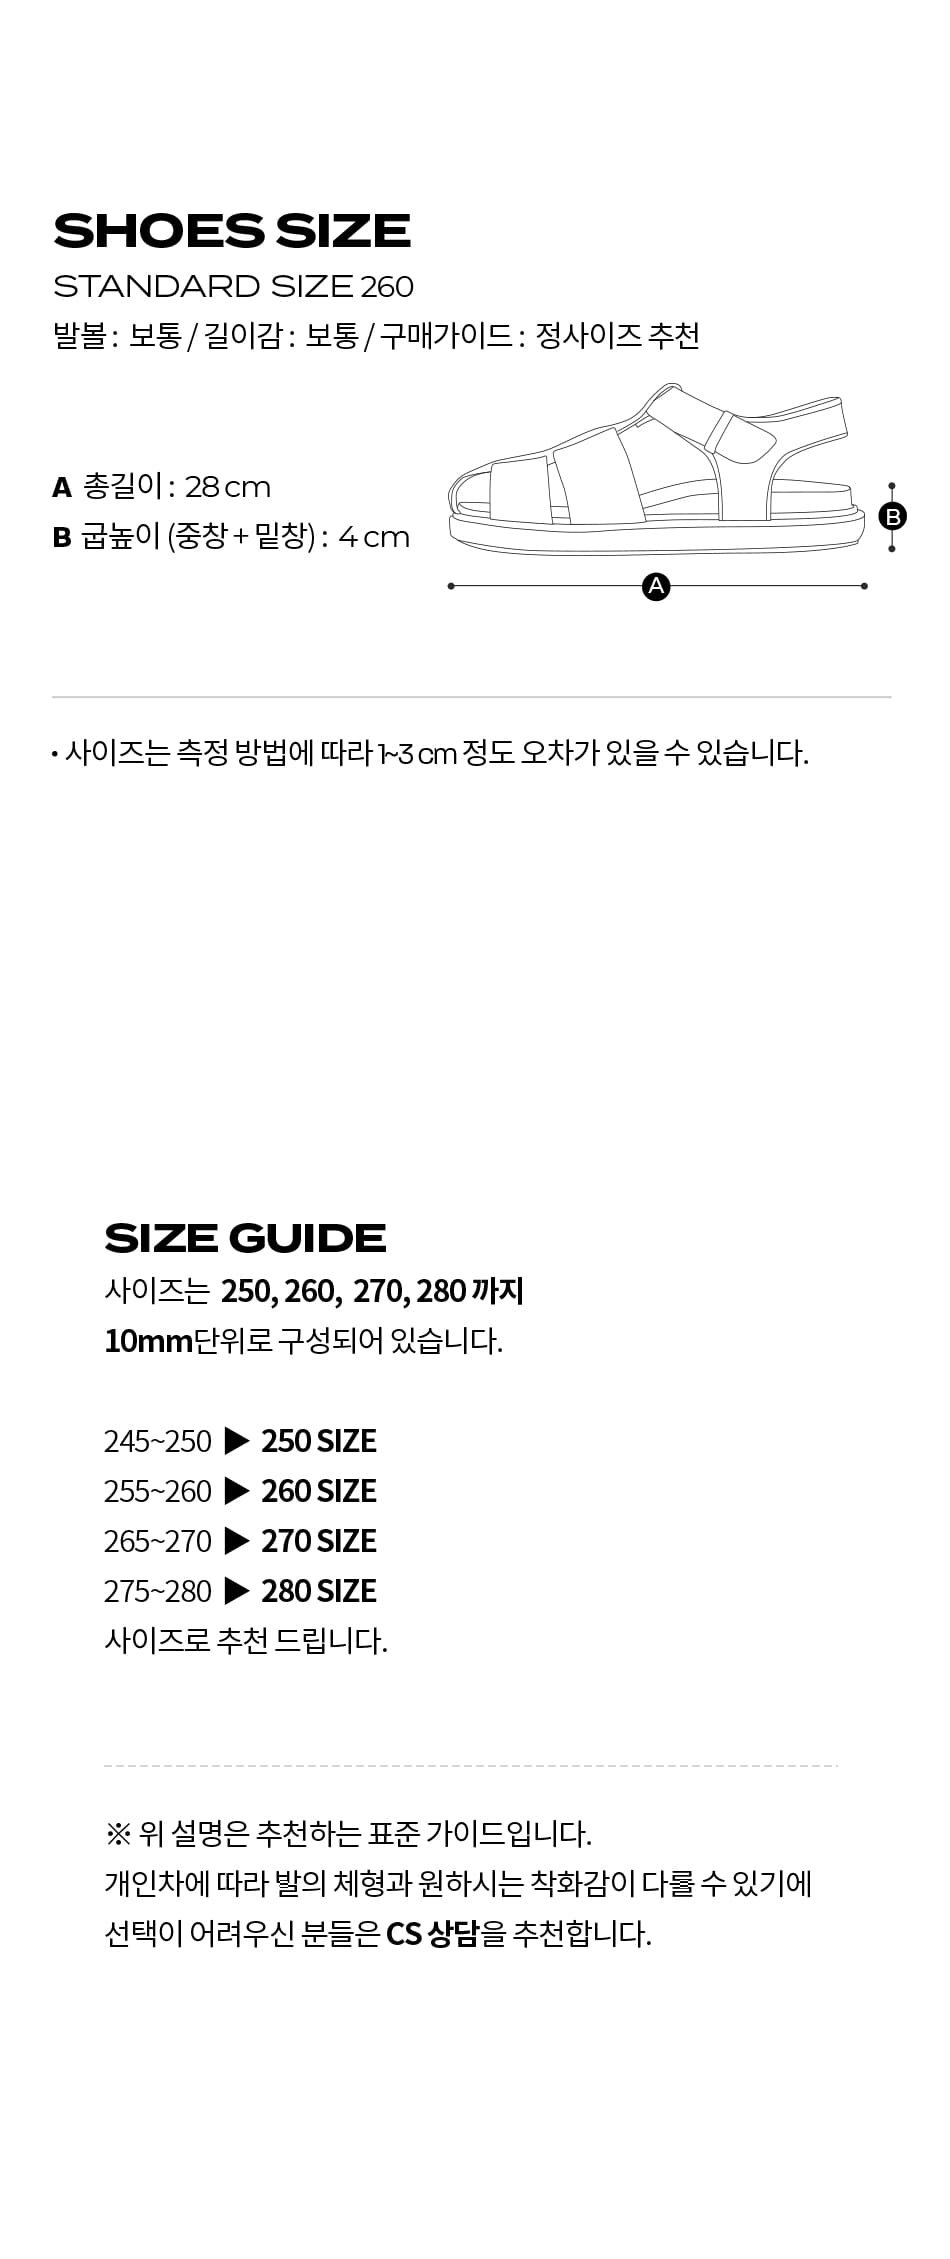 SHOES SIZE
STANDARD SIZE 260
발볼 : 보통 / 길이감 : 보통 / 구매가이드 : 정사이즈 추천
A 총길이 : 28 cm
B 굽높이 (중창 + 밑창) : 4 cm
B
A
• 사이즈는 측정 방법에 따라 1~3 cm 정도 오차가 있을 수 있습니다.
SIZE GUIDE
사이즈는 250, 260, 270, 280 까지
10mm단위로 구성되어 있습니다.
245~250 ▶ 250 SIZE
255~260 ▶ 260 SIZE
265~270 ▶ 270 SIZE
275~280 ▶ 280 SIZE
사이즈로 추천 드립니다.
※ 위 설명은 추천하는 표준 가이드입니다.
개인차에 따라 발의 체형과 원하시는 착화감이 다를 수 있기에
선택이 어려우신 분들은 CS 상담을 추천합니다.